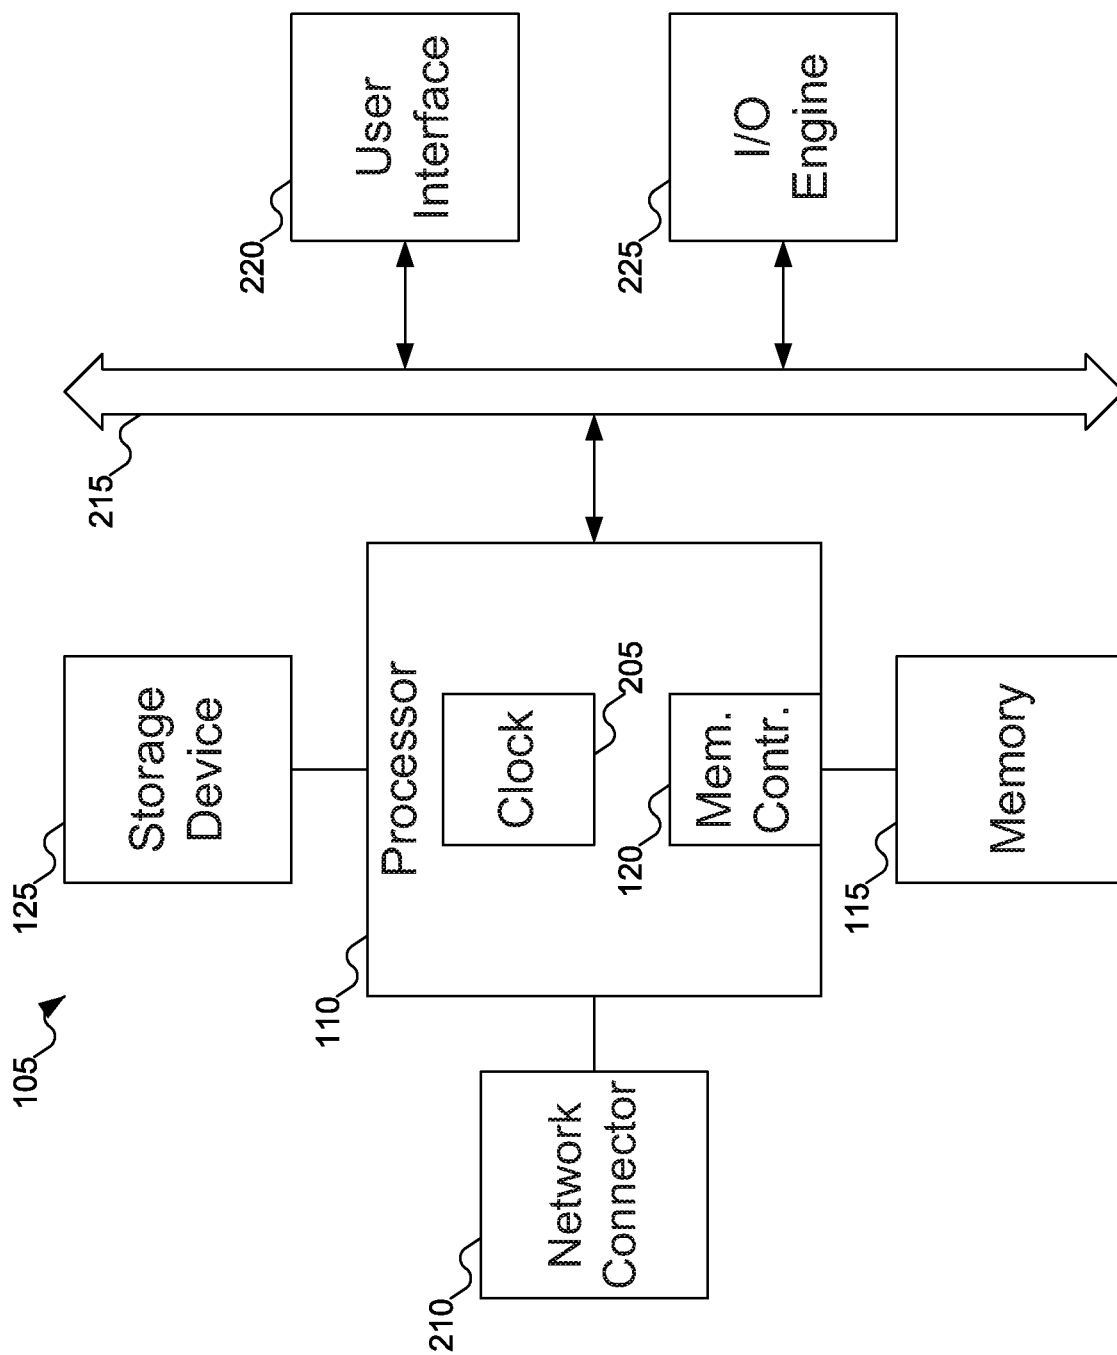 105
125
Storage
Device
215
220
User
Interface
110
Processor
210
Clock
205
Network
Connector
120
Mem.
Contr.
225
I/O
Engine
115
Memory